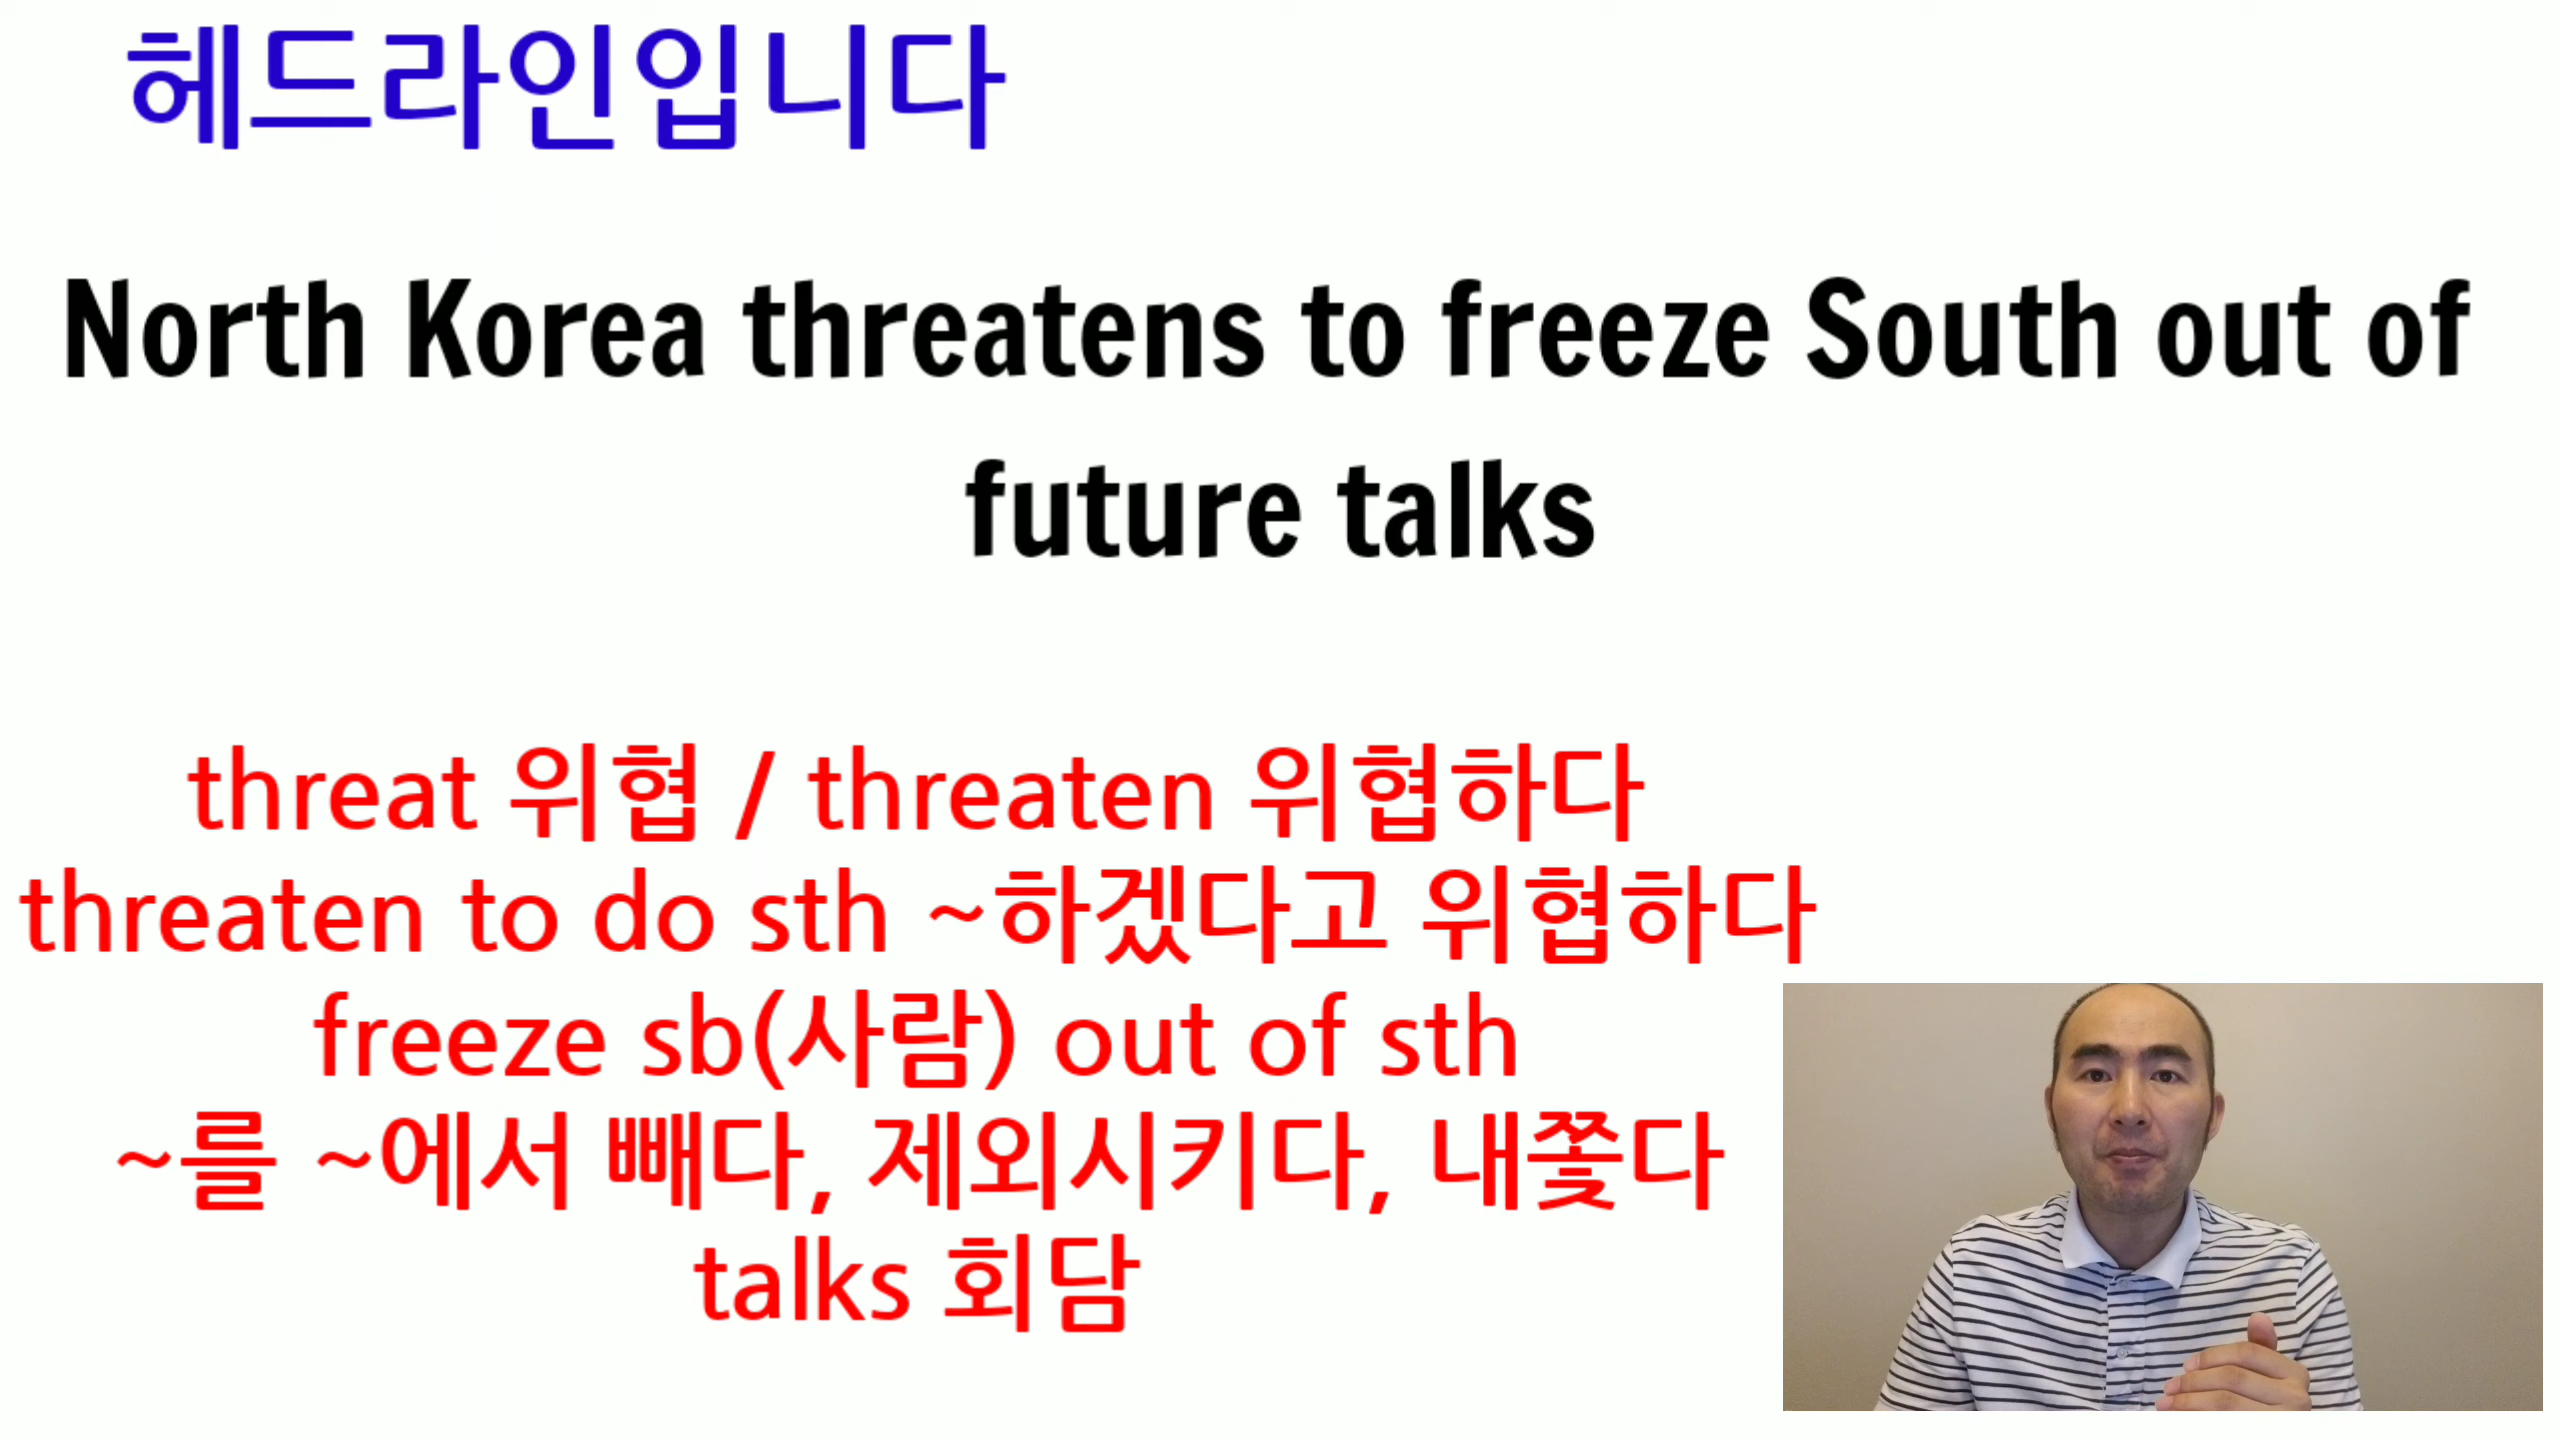 헤드라인입니다
North Korea threatens to freeze South out of
future talks
threat 위협 / threaten 위협하다
threaten to do sth ~하겠다고 위협하다
freeze sb(사람) out of sth
~를 ~에서 빼다, 제외시키다, 내쫓다
talks 회담